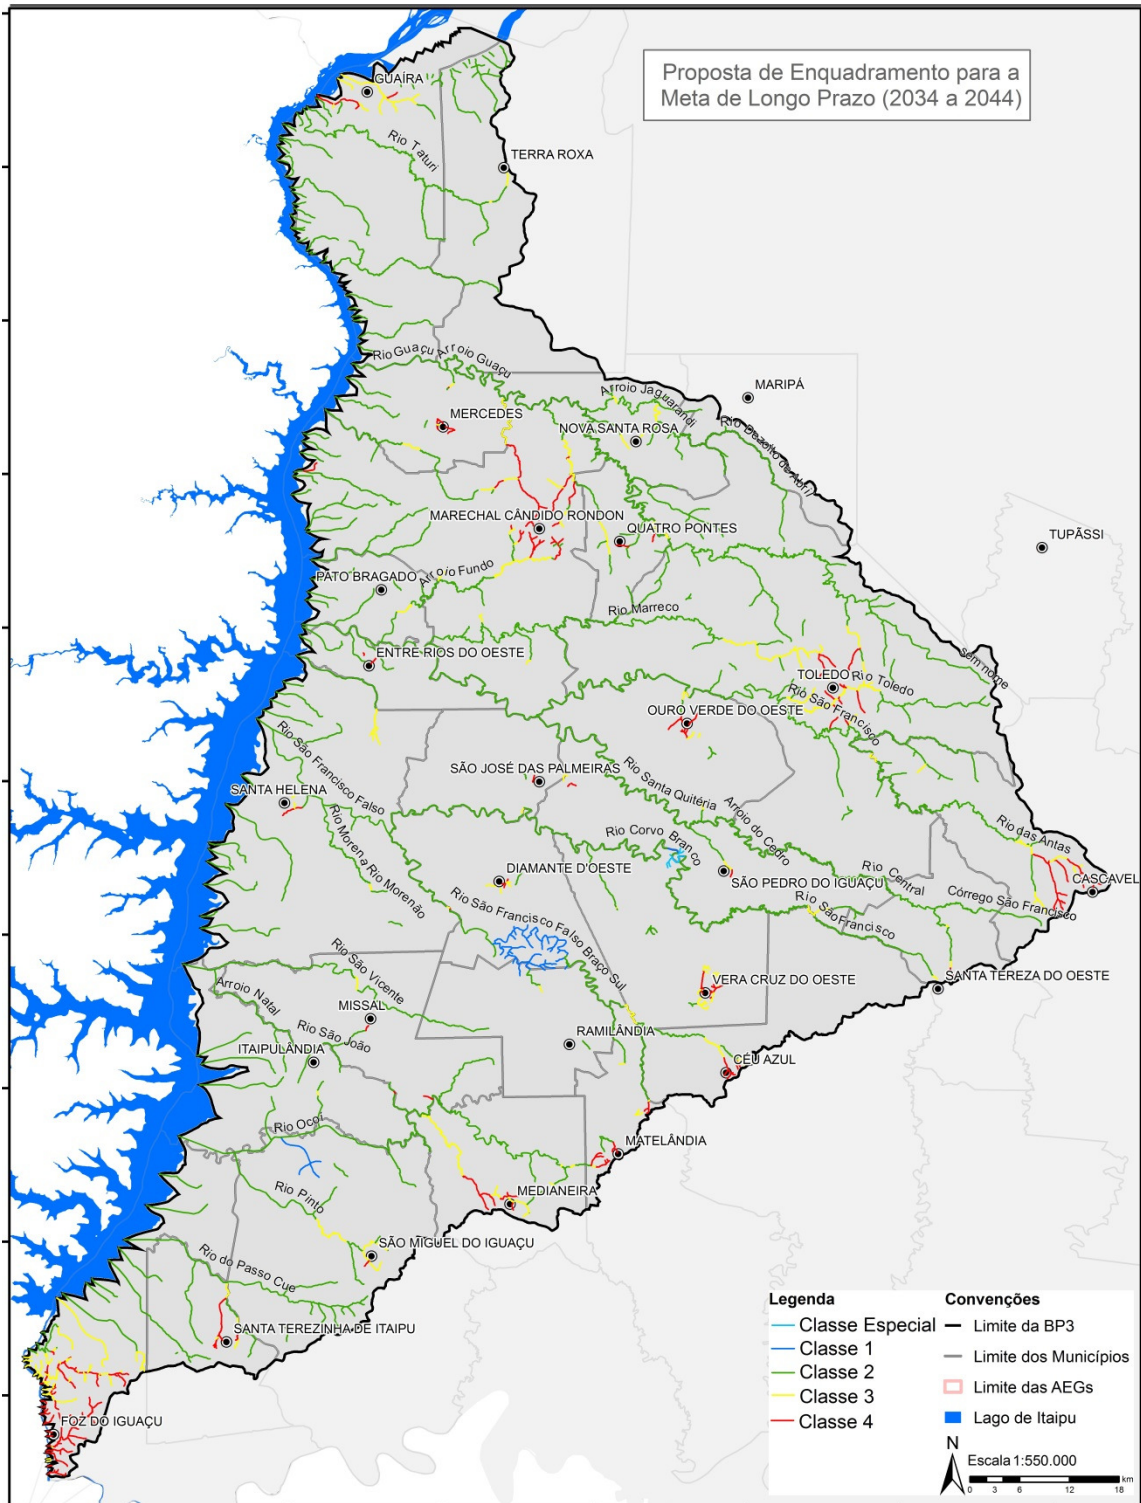 Proposta de Enquadramento para a
Meta de Longo Prazo (2034 a 2044)
GUAÍRA
Rio Taturi
TERRA ROXA
Rio Guaçu
Arroio Guaçu
Arroio Jaguarandi
MARIPÁ
MERCEDES
NOVA SANTA ROSA
Rio Dezoito de Abril
MARECHAL CÂNDIDO RONDON
QUATRO PONTES
TUPÃSSI
Arroio Fundo
PATO BRAGADO
Rio Marreco
ENTRE RIOS DO OESTE
sem nome
TOLEDO
Rio Toledo
Rio São Francisco
OURO VERDE DO OESTE
Rio São Francisco Falso
SÃO JOSÉ DAS PALMEIRAS
Rio Santa Quitéria
SANTA HELENA
Rio Morena
Rio Morenão
Rio Corvo Branco
Arroio do Cedro
Rio das Antas
DIAMANTE D'OESTE
SÃO PEDRO DO IGUAÇU
Rio Central
CASCAVEL
Córrego São Francisco
Rio São Francisco Falso Braço Sul
Rio São Francisco
Rio São Vicente
VERA CRUZ DO OESTE
SANTA TEREZA DO OESTE
Arroio Natal
MISSAL
Rio São João
RAMILÂNDIA
ITAIPULÂNDIA
CÉU AZUL
Rio Ocoí
MATELÂNDIA
Rio Pinto
MEDIANEIRA
SÃO MIGUEL DO IGUAÇU
Rio do Passo Cue
SANTA TEREZINHA DE ITAIPU
FOZ DO IGUAÇU
Legenda
Classe Especial
Classe 1
Classe 2
Classe 3
Classe 4
Convenções
Limite da BP3
Limite dos Municípios
Limite das AEGs
Lago de Itaipu
N
Escala 1:550.000
km
0 3 6 12 18